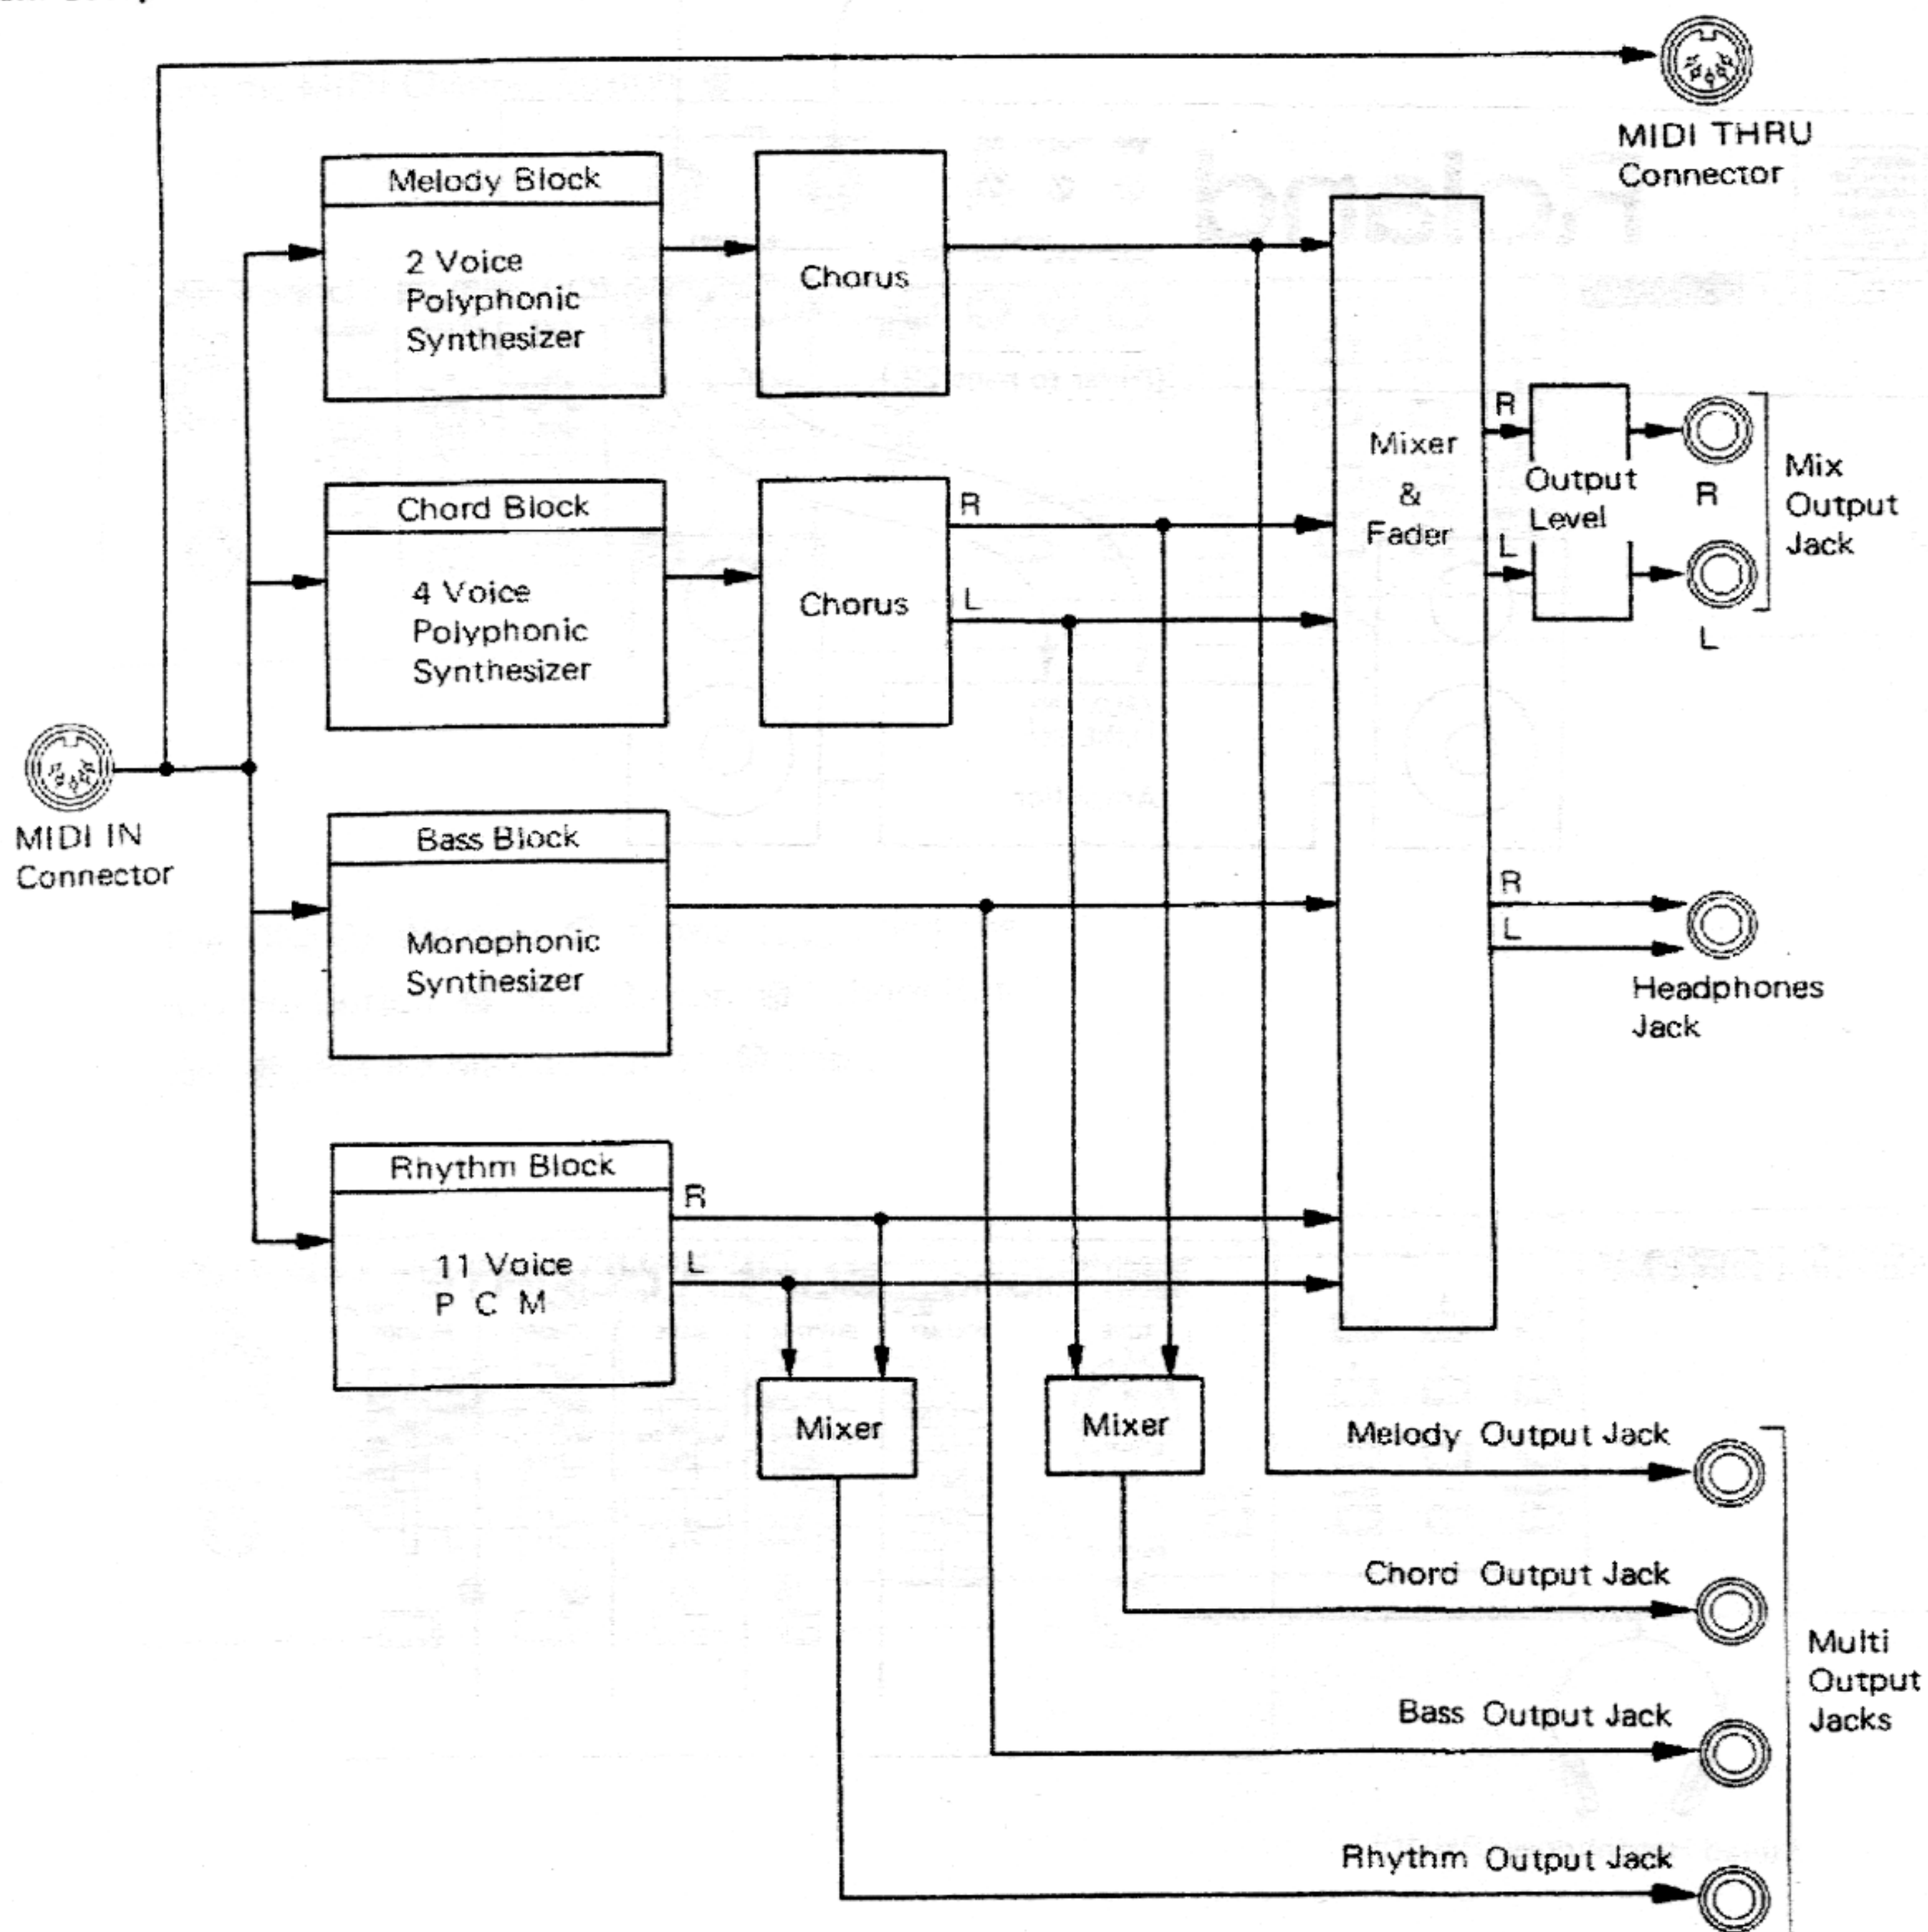 MIDI THRU
Connector
Melody Block
2 Voice
Polyphonic
Synthesizer
Chorus
Chord Block
4 Voice
Polyphonic
Synthesizer
Chorus
R
L
Mixer
&
Fader
R
L
Output
Level
R
L
Mix
Output
Jack
MIDI IN
Connector
Bass Block
Monophonic
Synthesizer
R
L
Headphones
Jack
Rhythm Block
11 Voice
P C M
R
L
Mixer
Mixer
Melody Output Jack
Chord Output Jack
Bass Output Jack
Rhythm Output Jack
Multi
Output
Jacks